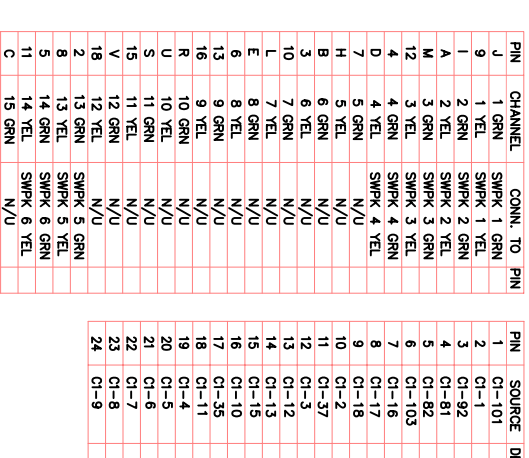 PIN CHANNEL CONN. TO PIN
J 1 GRN SWPK 1 GRN
9 1 YEL SWPK 1 YEL
I 2 GRN SWPK 2 GRN
A 2 YEL SWPK 2 YEL
M 3 GRN SWPK 3 GRN
12 3 YEL SWPK 3 YEL
4 4 GRN SWPK 4 GRN
D 4 YEL SWPK 4 YEL
7 5 GRN N/U
H 5 YEL N/U
B 6 GRN N/U
3 6 YEL N/U
10 7 GRN N/U
L 7 YEL N/U
E 8 GRN N/U
6 8 YEL N/U
13 9 GRN N/U
16 9 YEL N/U
R 10 GRN N/U
U 10 YEL N/U
S 11 GRN N/U
15 11 YEL N/U
V 12 GRN N/U
18 12 YEL N/U
2 13 GRN SWPK 5 GRN
8 13 YEL SWPK 5 YEL
5 14 GRN SWPK 6 GRN
11 14 YEL SWPK 6 YEL
C 15 GRN N/U
PIN SOURCE
1 C1-101
2 C1-1
3 C1-92
4 C1-81
5 C1-82
6 C1-103
7 C1-16
8 C1-17
9 C1-18
10 C1-2
11 C1-37
12 C1-3
13 C1-12
14 C1-13
15 C1-15
16 C1-10
17 C1-35
18 C1-11
19 C1-4
20 C1-5
21 C1-6
22 C1-7
23 C1-8
24 C1-9